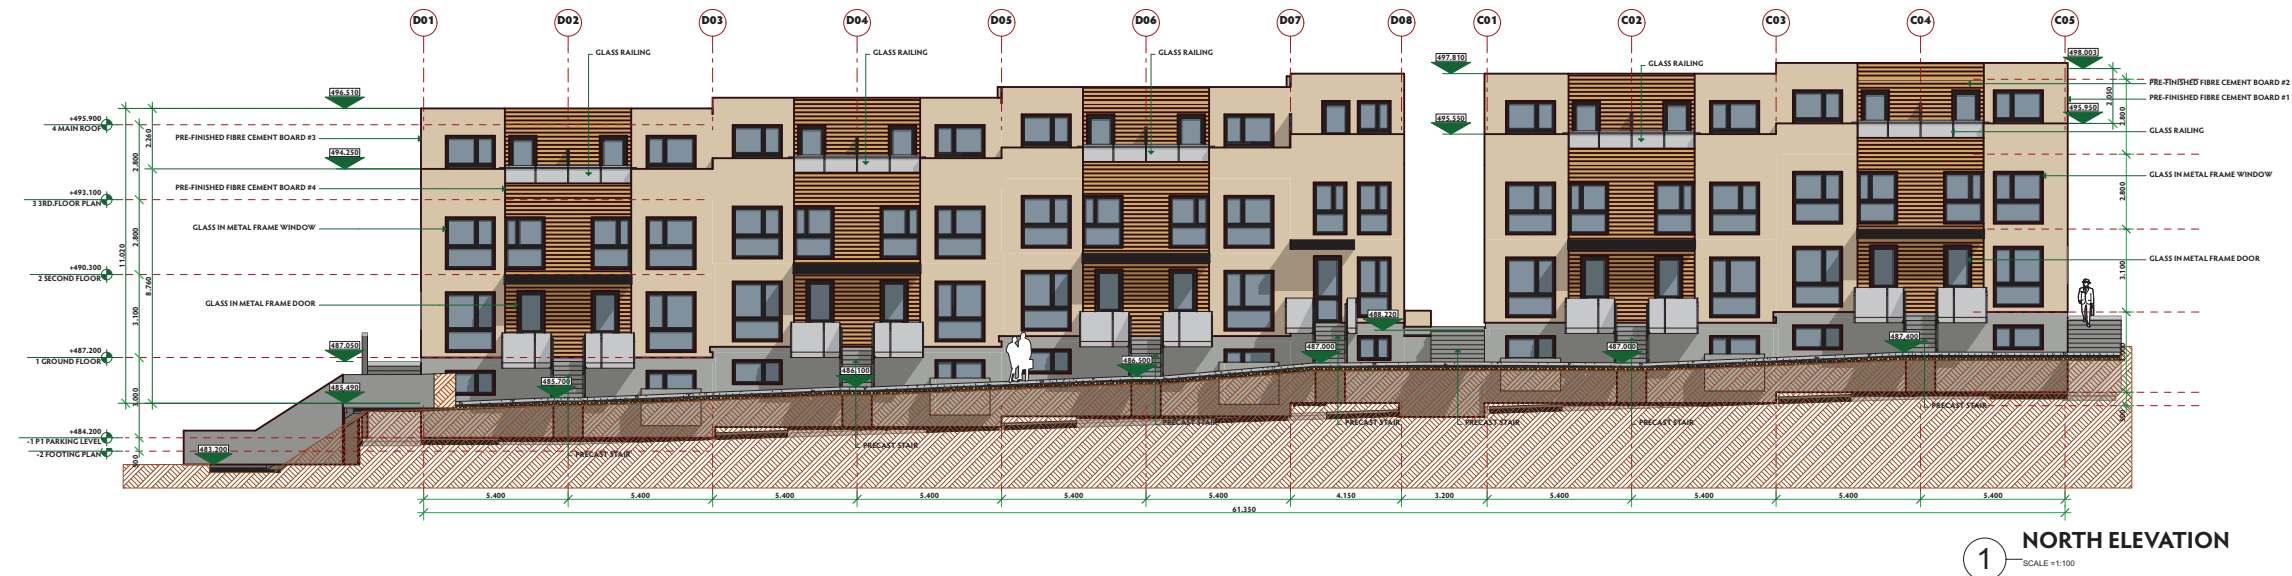 D01 D02 D03 D04 D05 D06 D07 D08 C01 C02 C03 C04 C05
GLASS RAILING GLASS RAILING GLASS RAILING GLASS RAILING
497.810 498.003
496.510
PRE-FINISHED FIBRE CEMENT BOARD #2
PRE-FINISHED FIBRE CEMENT BOARD #1
495.550 495.950
+495.900
4 MAIN ROOF
PRE-FINISHED FIBRE CEMENT BOARD #3
GLASS RAILING
2.260 2.050 2.800
494.250
2.800
GLASS IN METAL FRAME WINDOW
PRE-FINISHED FIBRE CEMENT BOARD #4
+493.100
3 3RD.FLOOR PLAN
2.800
GLASS IN METAL FRAME WINDOW
2.800
11.020
GLASS IN METAL FRAME DOOR
+490.300
2 SECOND FLOOR
3.100
8.760
GLASS IN METAL FRAME DOOR
3.100
488.220
487.050 487.000 487.000 487.400
+487.200
1 GROUND FLOOR
486.500
486.100
485.700
485.490
3.000
PRECAST STAIR
PRECAST STAIR PRECAST STAIR PRECAST STAIR PRECAST STAIR
+484.200
-1 P1 PARKING LEVEL
PRECAST STAIR
483.200
-2 FOOTING PLAN
PRECAST STAIR
5.400 5.400 5.400 5.400 5.400 5.400 4.150 3.200 5.400 5.400 5.400 5.400
61.350
1
NORTH ELEVATION
SCALE =1:100